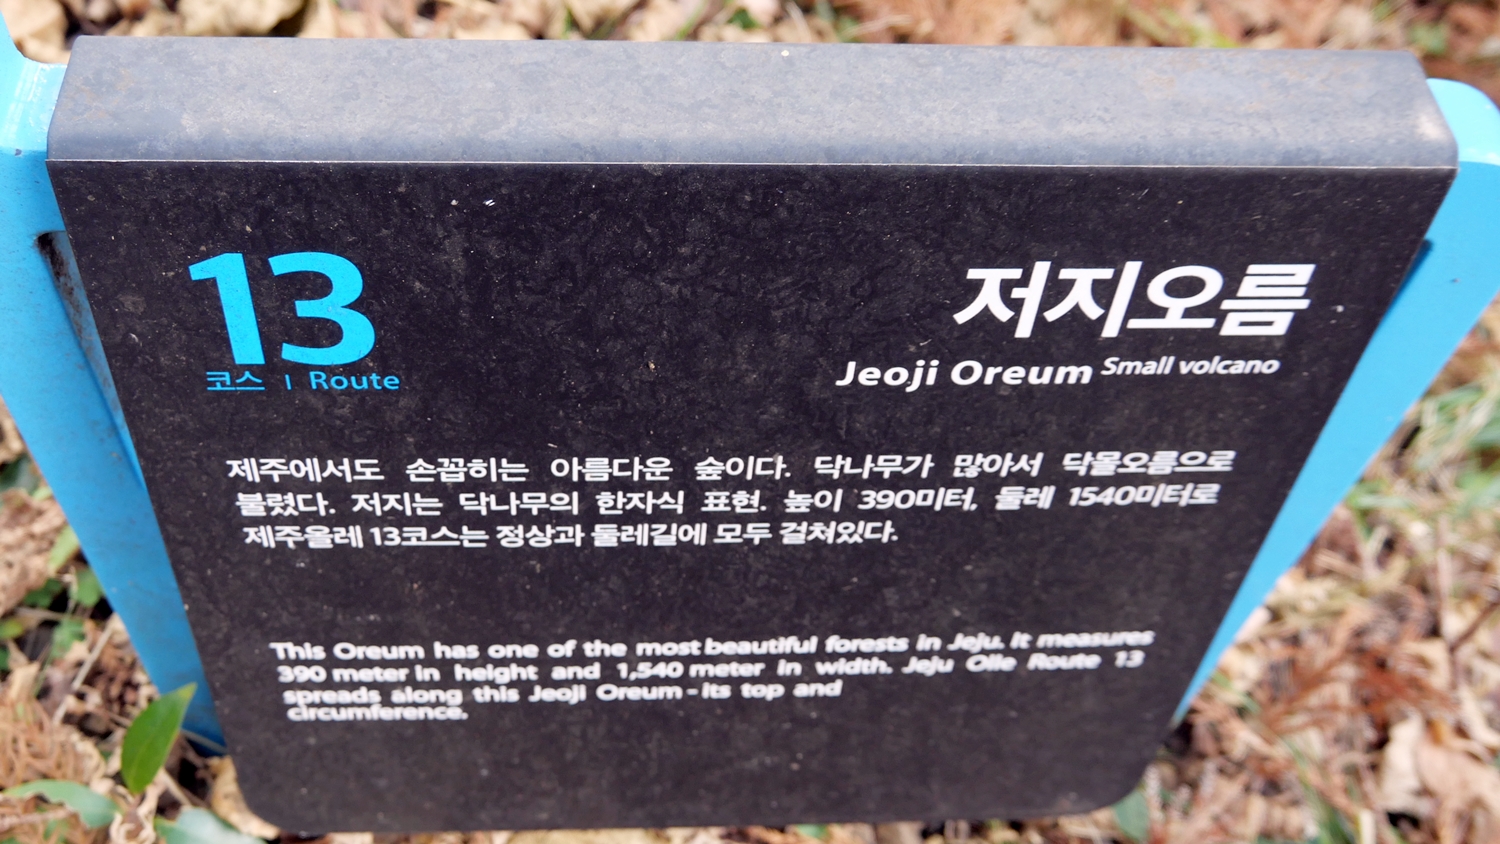 13
코스 | Route
저지오름
Jeoji Oreum Small volcano
제주에서도 손꼽히는 아름다운 숲이다. 닥나무가 많아서 닥몰오름으로
불렸다. 저지는 닥나무의 한자식 표현. 높이 390미터, 둘레 1540미터로
제주올레 13코스는 정상과 둘레길에 모두 걸쳐있다.
This Oreum has one of the most beautiful forests in Jeju. It measures
390 meter in height and 1,540 meter in width. Jeju Olle Route 13
spreads along this Jeoji Oreum - its top and
circumference.